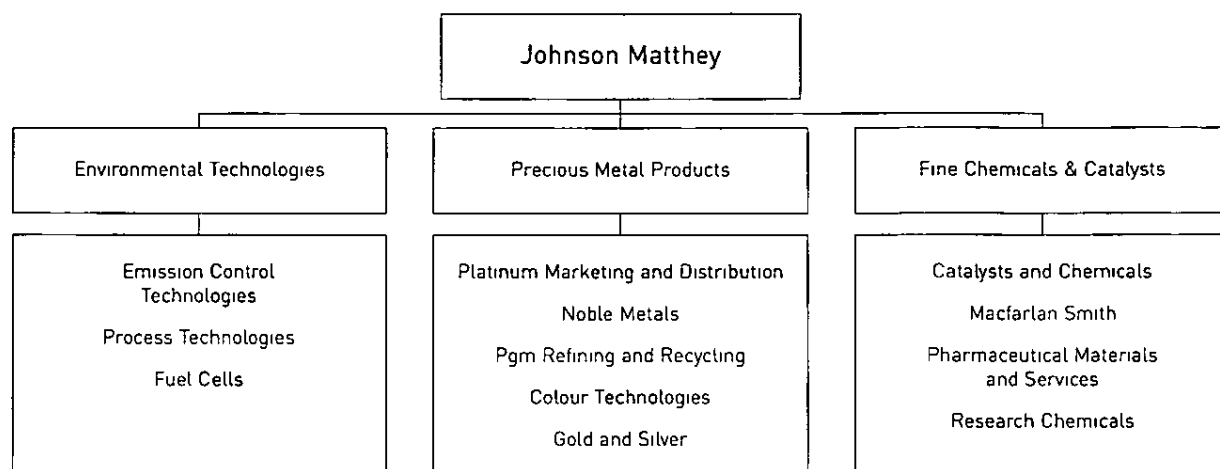 Johnson Matthey
Environmental Technologies
Precious Metal Products
Fine Chemicals & Catalysts
Emission Control
Technologies
Process Technologies
Fuel Cells
Platinum Marketing and Distribution
Noble Metals
Pgm Refining and Recycling
Colour Technologies
Gold and Silver
Catalysts and Chemicals
Macfarlan Smith
Pharmaceutical Materials
and Services
Research Chemicals